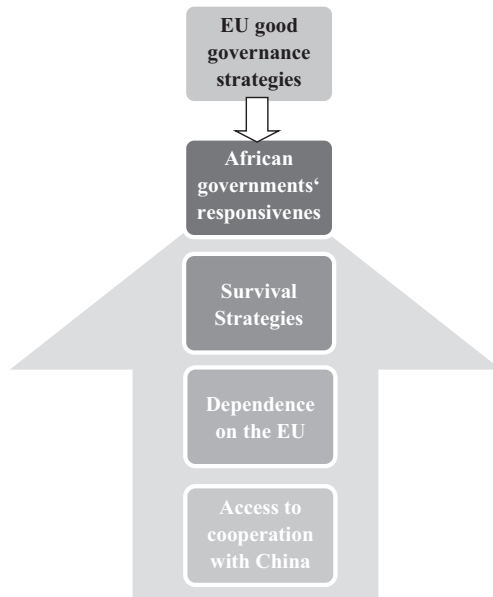 EU good
governance
strategies
African
governments‘
responsivenes
Survival
Strategies
Dependence
on the EU
Access to
cooperation
with China